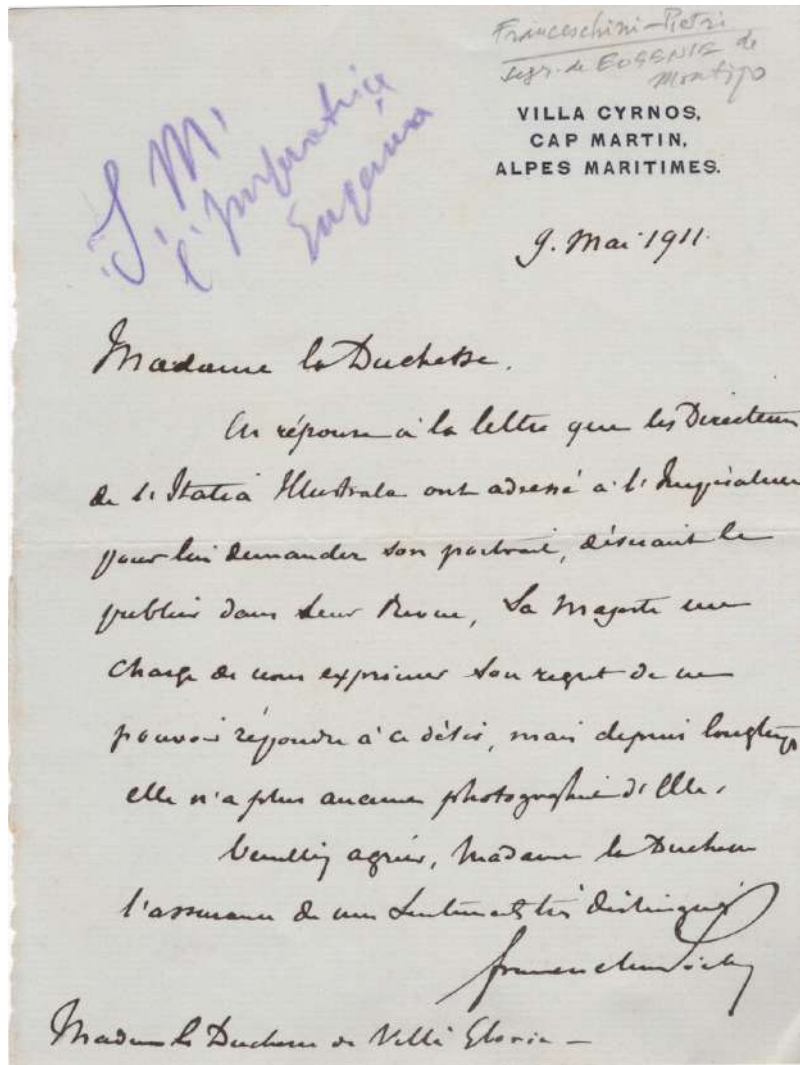 Franceschini-Pietri
segr. de EUGENIA de
Montijo
VILLA CYRNOS,
CAP MARTIN,
ALPES MARITIMES.
S. M.
l'Imperatrice
Eugenia
9. Mai 1911.
Madame la Duchesse.
En réponse à la lettre que les Directeurs
de l'Italia Illustrata ont adressé à l'Impératrice
pour lui demander son portrait, désirant le
publier dans leur Revue, Sa Majesté me
charge de vous exprimer son regret de ne
pouvoir répondre à ce désir, mais depuis longtemps
elle n'a plus aucune photographie d'Elle.
Veuillez agréer, Madame la Duchesse
l'assurance de mes sentiments très distingués
Franceschini Pietri
Madame la Duchesse de Villa Gloria —